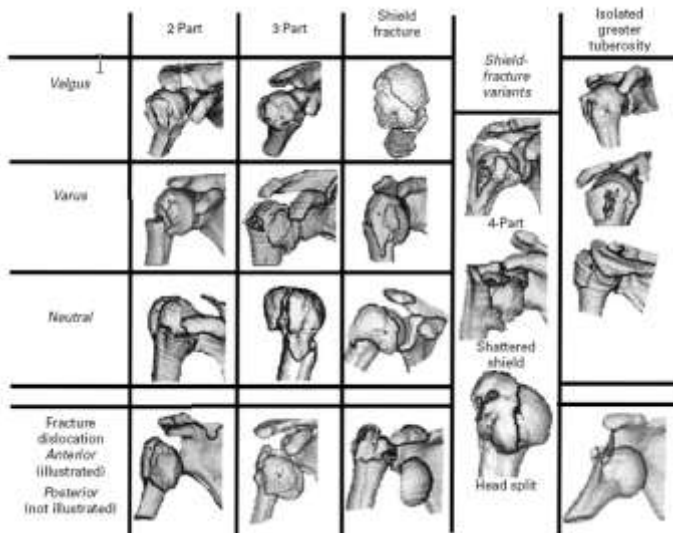 2 Part
3 Part
Shield
fracture
Shield-
fracture
variants
Isolated
greater
tuberosity
Valgus
Varus
Neutral
4-Part
Shattered
shield
Head split
Fracture
dislocation
Anterior
(illustrated)
Posterior
(not illustrated)